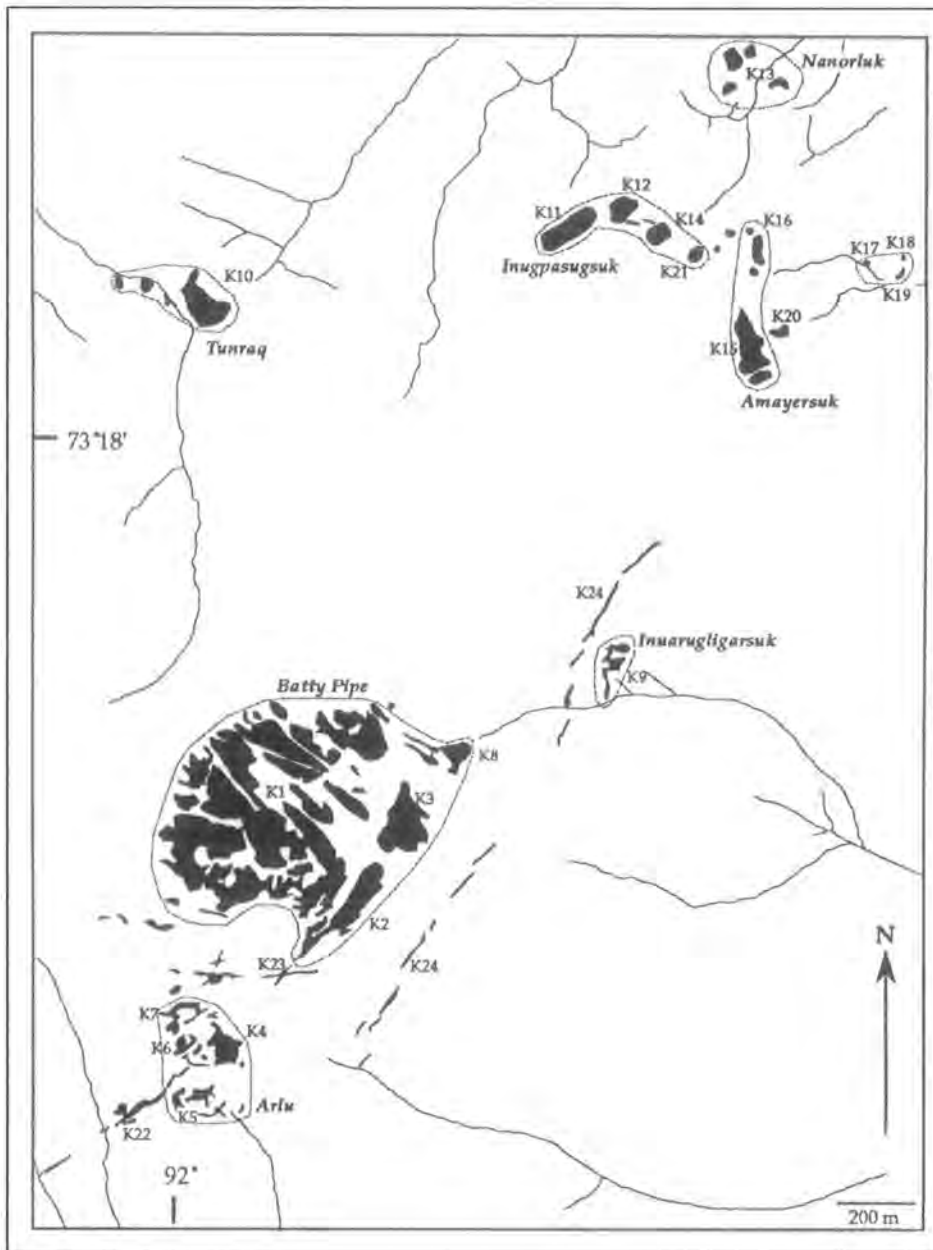 Nanorluk
K13
K12
K11
K14
K16
K17
K18
Inugpasugsuk
K21
K10
K19
K20
Tunraq
K15
Amayersuk
73°18'
K24
Inuarugligarsuk
K9
Batty Pipe
K8
K1
K3
K2
N
K23
K24
K7
K4
K6
Arlu
K5
K22
92°
200 m